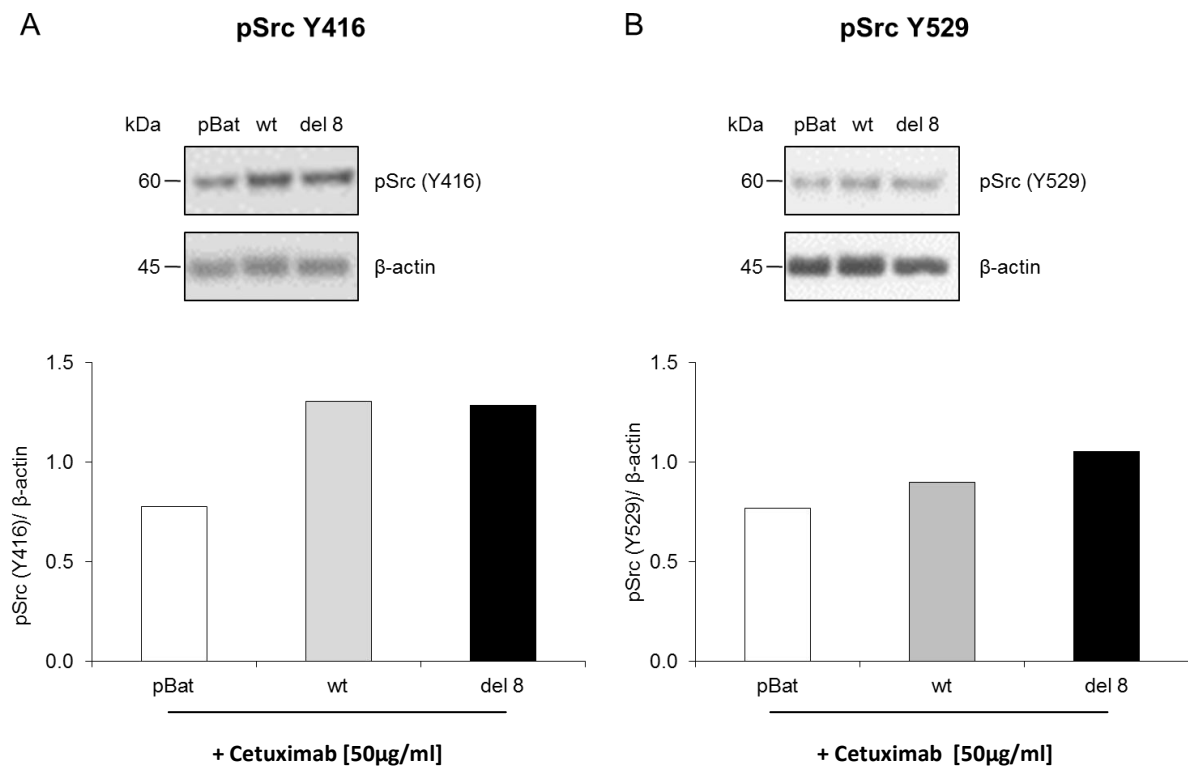 A
pSrc Y416
kDa pBat wt del 8
60 pSrc (Y416)
45 β-actin
pSrc (Y416)/ β-actin
1.5
1.0
0.5
0.0
pBat wt del 8
+ Cetuximab [50µg/ml]
B
pSrc Y529
kDa pBat wt del 8
60 pSrc (Y529)
45 β-actin
pSrc (Y529)/ β-actin
1.5
1.0
0.5
0.0
pBat wt del 8
+ Cetuximab [50µg/ml]